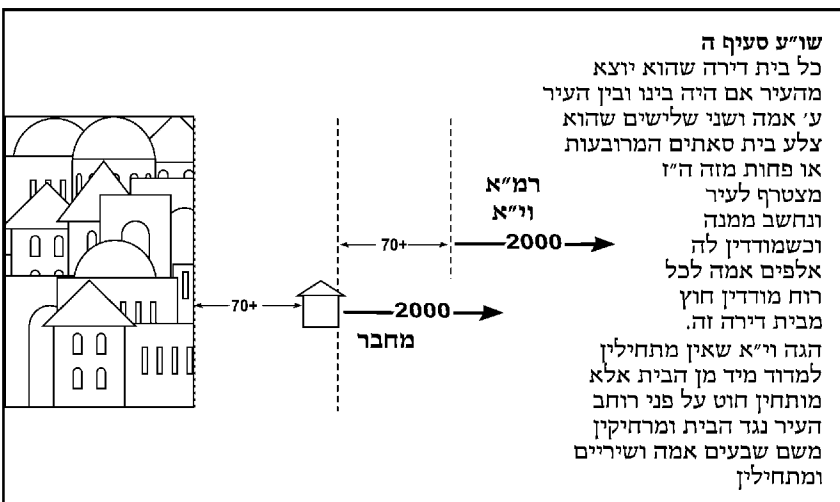 שו״ע סעיף ה
כל בית דירה שהוא יוצא
מהעיר אם היה בינו ובין העיר
ע׳ אמה ושני שלישים שהוא
צלע בית סאתים המרובעות
או פחות מזה ה״ז
מצטרף לעיר
ונחשב ממנה
וכשמודדין לה
אלפים אמה לכל
רוח מודדין חוץ
מבית דירה זה.
הגה וי״א שאין מתחילין
למדוד מיד מן הבית אלא
מותחין חוט על פני רוחב
העיר נגד הבית ומרחיקין
משם שבעים אמה ושיריים
ומתחילין
רמ״א
וי״א
70+
2000
70+
2000
מחבר